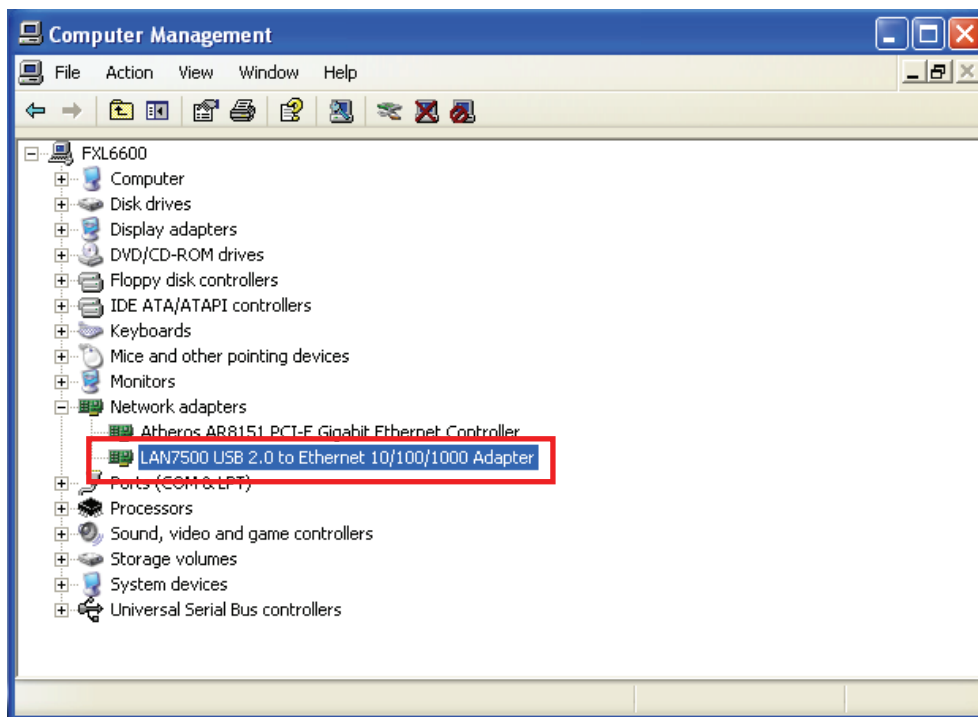 Computer Management
File Action View Window Help
FXL6600
Computer
Disk drives
Display adapters
DVD/CD-ROM drives
Floppy disk controllers
IDE ATA/ATAPI controllers
Keyboards
Mice and other pointing devices
Monitors
Network adapters
Atheros AR8151 PCI-E Gigabit Ethernet Controller
LAN7500 USB 2.0 to Ethernet 10/100/1000 Adapter
Ports (COM & LPT)
Processors
Sound, video and game controllers
Storage volumes
System devices
Universal Serial Bus controllers